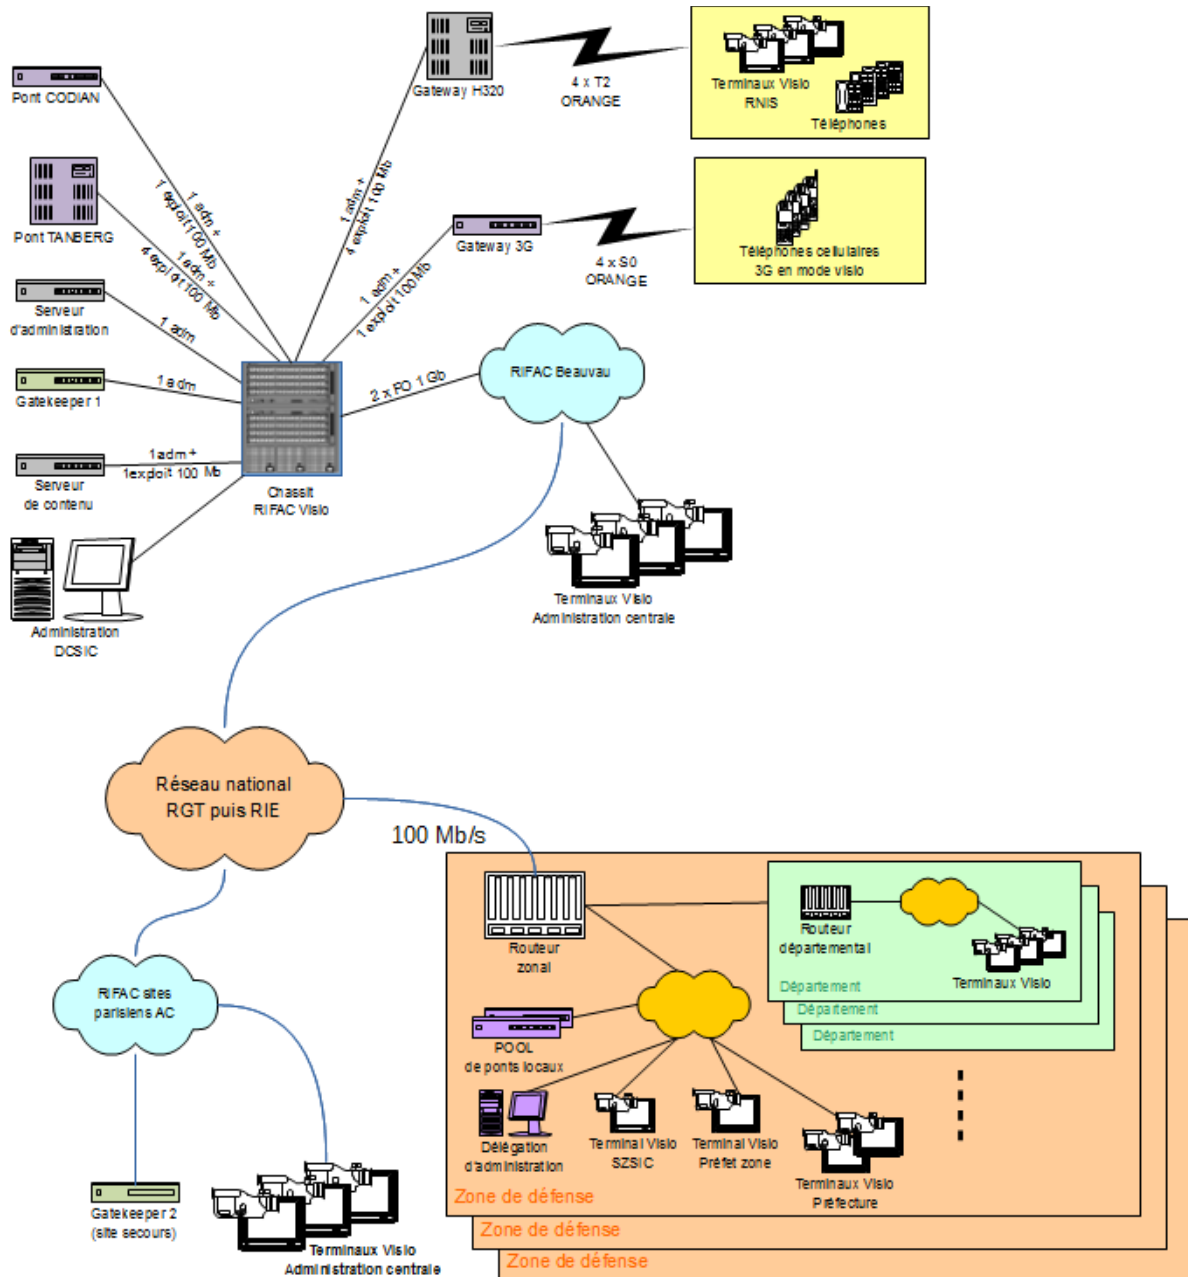 Pont CODIAN
Gateway H320
4 x T2
ORANGE
Terminaux Visio
RNIS
Téléphones
1 adm +
1 exploit 100 Mb
1 adm +
4 exploit 100 Mb
Pont TANBERG
1 adm +
4 exploit 100 Mb
Gateway 3G
4 x S0
ORANGE
Téléphones cellulaires
3G en mode visio
1 adm +
1 exploit 100 Mb
Serveur
d'administration
1 adm
Gatekeeper 1
1 adm
2 x FO 1 Gb
RIFAC Beauvau
Serveur
de contenu
1 adm +
1exploit 100 Mb
Chassit
RIFAC Visio
Administration
DCSIC
Terminaux Visio
Administration centrale
Réseau national
RGT puis RIE
100 Mb/s
Routeur
zonal
Routeur
départemental
Terminaux Visio
Département
Département
Département
RIFAC sites
parisiens AC
POOL
de ponts locaux
Délégation
d'administration
Terminal Visio
SZSIC
Terminal Visio
Préfet zone
Terminaux Visio
Préfecture
Zone de défense
Zone de défense
Zone de défense
Gatekeeper 2
(site secours)
Terminaux Visio
Administration centrale